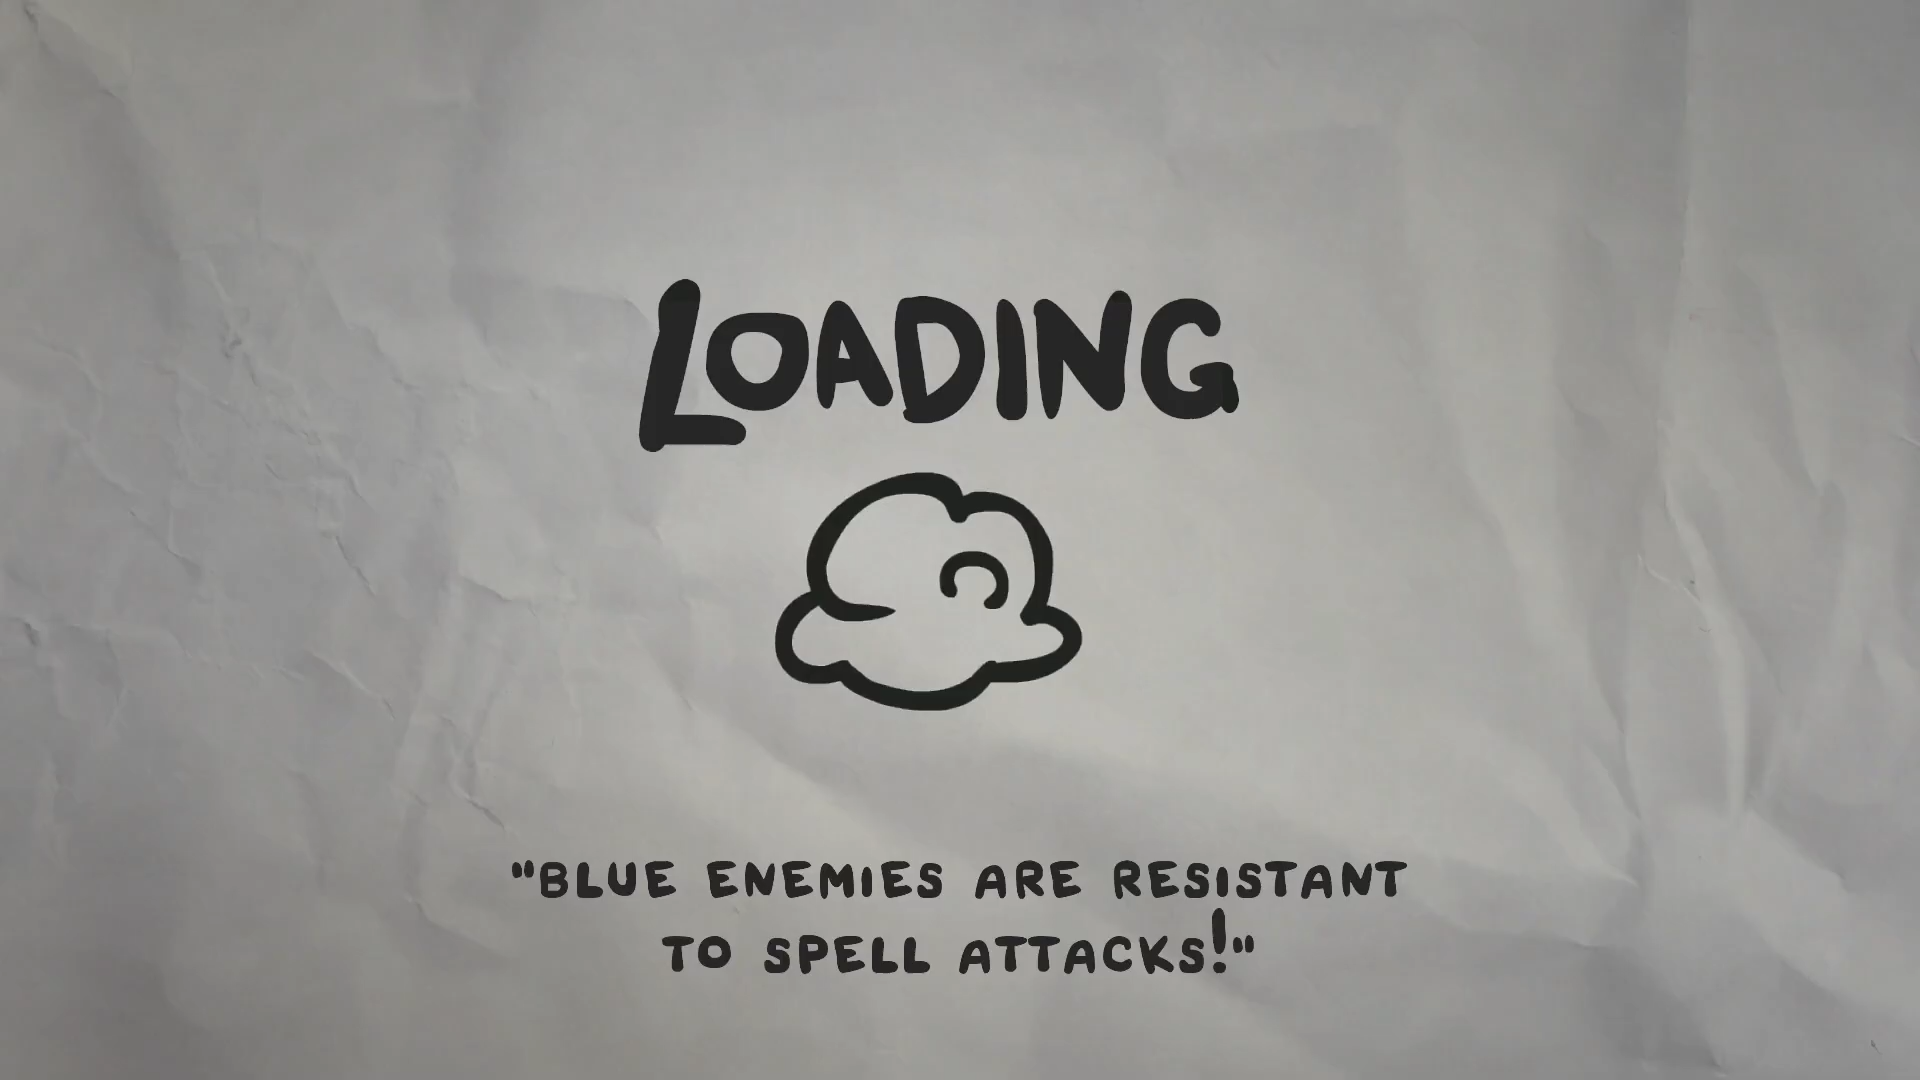 LOADING
"BLUE ENEMIES ARE RESISTANT
TO SPELL ATTACKS!"